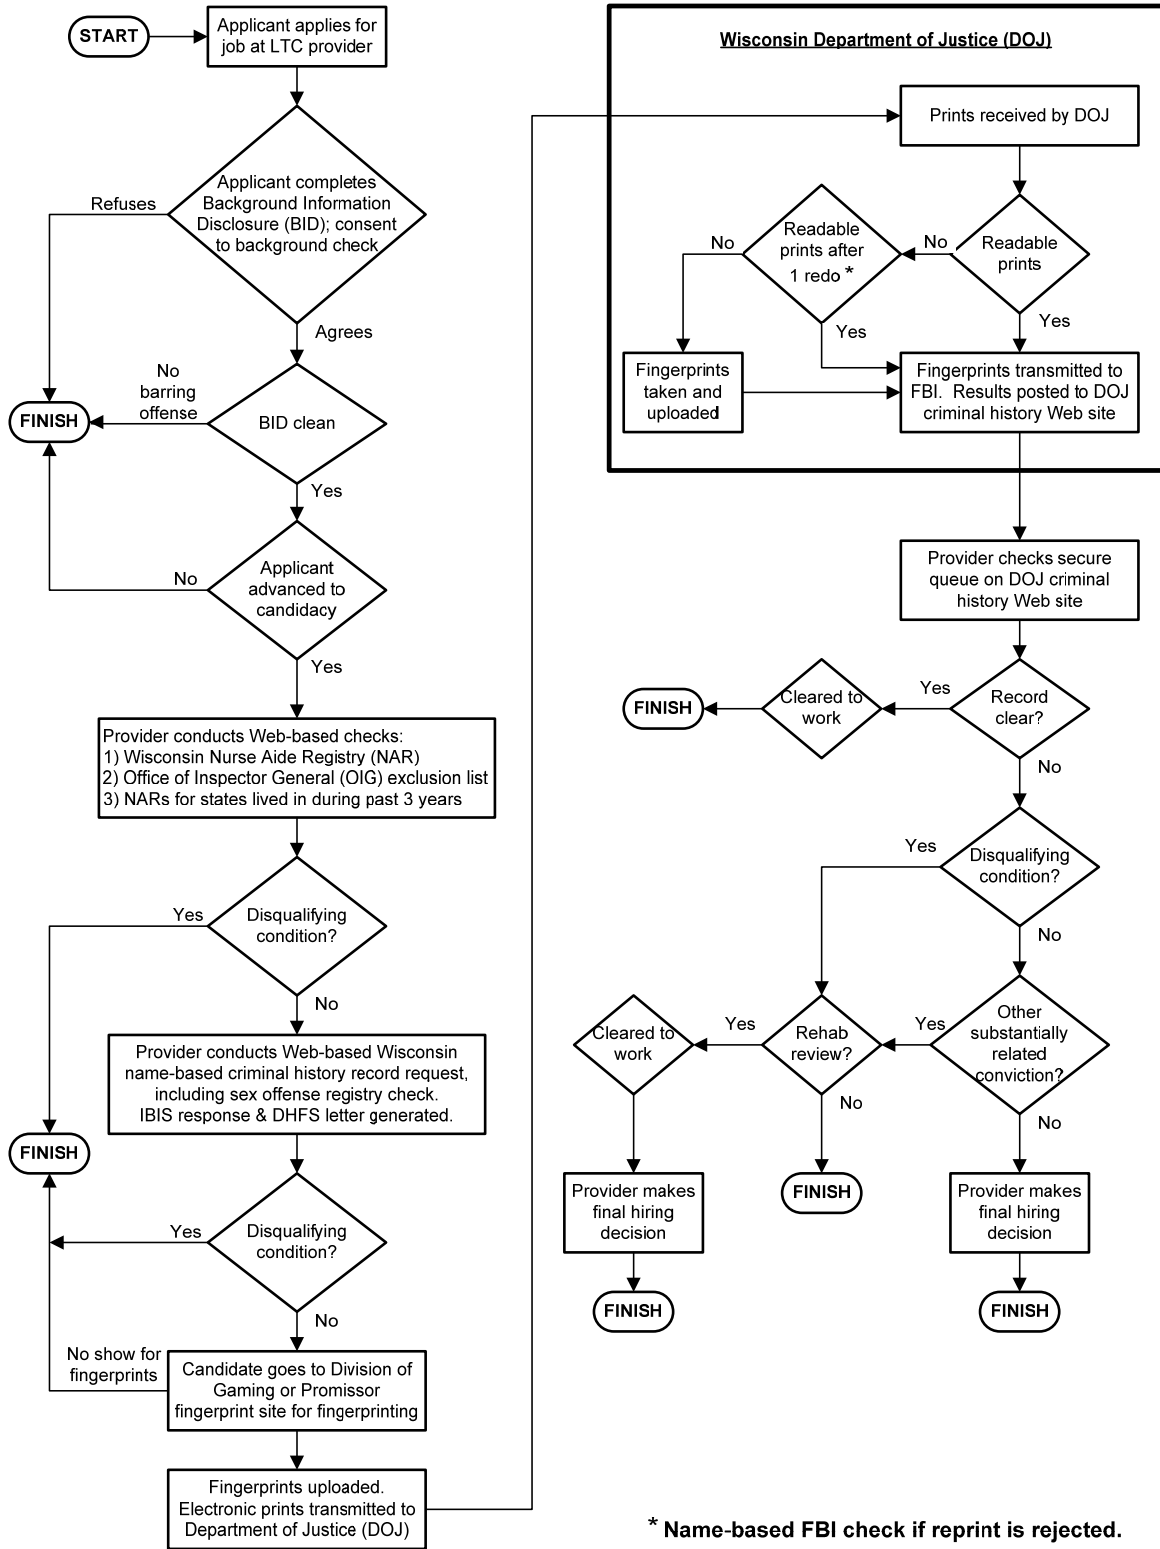 START
Applicant applies for
job at LTC provider
Refuses
Applicant completes
Background Information
Disclosure (BID); consent
to background check
Agrees
No
barring
offense
FINISH
BID clean
Yes
No
Applicant
advanced to
candidacy
Yes
Provider conducts Web-based checks:
1) Wisconsin Nurse Aide Registry (NAR)
2) Office of Inspector General (OIG) exclusion list
3) NARs for states lived in during past 3 years
Yes
Disqualifying
condition?
No
Provider conducts Web-based Wisconsin
name-based criminal history record request,
including sex offense registry check.
IBIS response & DHFS letter generated.
FINISH
Yes
Disqualifying
condition?
No
No show for
fingerprints
Candidate goes to Division of
Gaming or Promissor
fingerprint site for fingerprinting
Fingerprints uploaded.
Electronic prints transmitted to
Department of Justice (DOJ)
Wisconsin Department of Justice (DOJ)
Prints received by DOJ
Readable
prints
No
Readable
prints after
1 redo *
No
Yes
Yes
Fingerprints
taken and
uploaded
Fingerprints transmitted to
FBI. Results posted to DOJ
criminal history Web site
Provider checks secure
queue on DOJ criminal
history Web site
Record
clear?
Yes
Cleared to
work
FINISH
No
Disqualifying
condition?
Yes
No
Other
substantially
related
conviction?
Yes
Rehab
review?
Yes
Cleared to
work
No
No
Provider makes
final hiring
decision
FINISH
Provider makes
final hiring
decision
FINISH
FINISH
* Name-based FBI check if reprint is rejected.